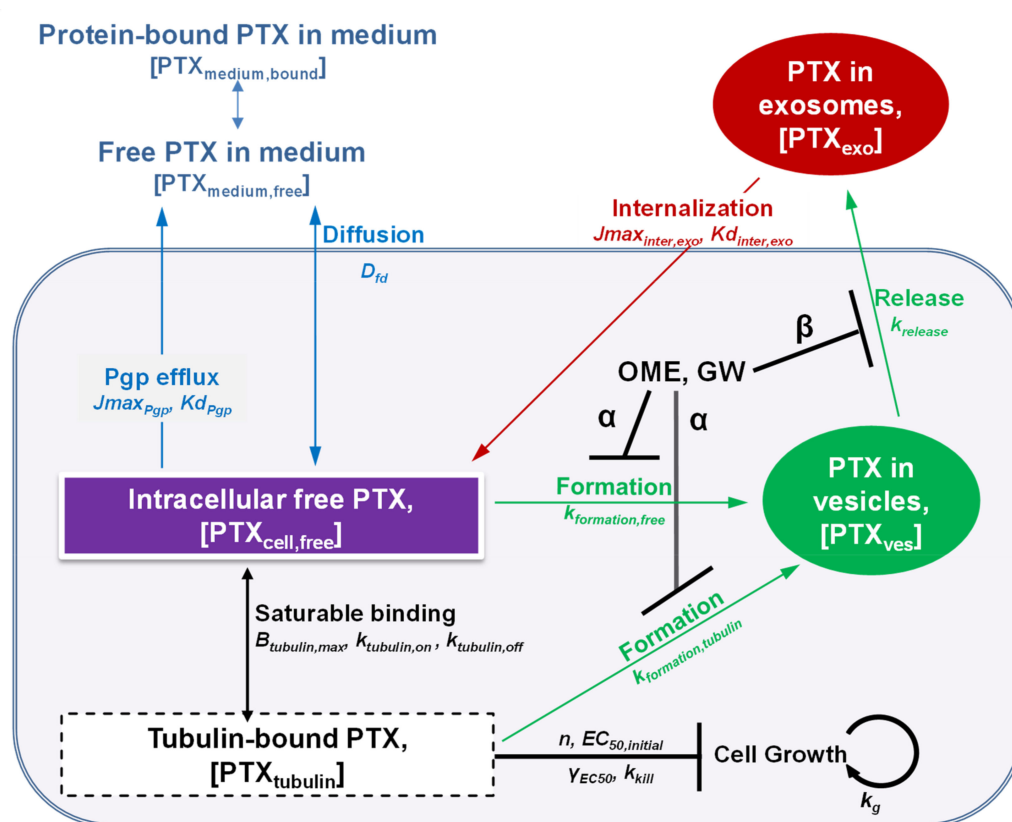 Protein-bound PTX in medium
[PTXmedium,bound]
Free PTX in medium
[PTXmedium,free]
PTX in
exosomes,
[PTXexo]
Internalization
Jmaxinter,exo, Kdinter,exo
Diffusion
Dfd
Release
krelease
β
OME, GW
α
α
Pgp efflux
JmaxPgp, KdPgp
Intracellular free PTX,
[PTXcell,free]
Formation
kformation,free
PTX in
vesicles,
[PTXves]
Saturable binding
Btubulin,max, ktubulin,on, ktubulin,off
Formation
kformation,tubulin
Tubulin-bound PTX,
[PTXtubulin]
n, EC50,initial
γEC50, kkill
Cell Growth
kg